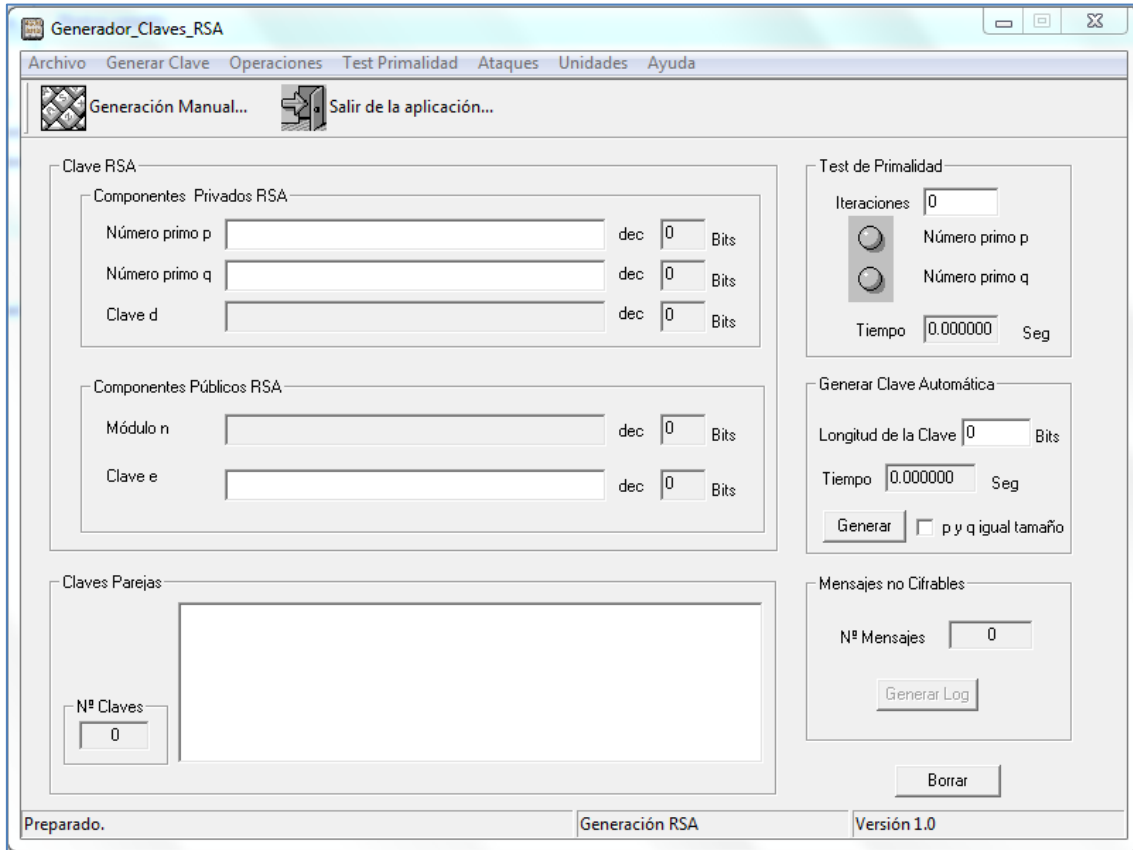 Generador_Claves_RSA
Archivo Generar Clave Operaciones Test Primalidad Ataques Unidades Ayuda
Generación Manual... Salir de la aplicación...
Clave RSA
Componentes Privados RSA
Número primo p dec 0 Bits
Número primo q dec 0 Bits
Clave d dec 0 Bits
Componentes Públicos RSA
Módulo n dec 0 Bits
Clave e dec 0 Bits
Claves Parejas
Nº Claves
0
Test de Primalidad
Iteraciones 0
Número primo p
Número primo q
Tiempo 0.000000 Seg
Generar Clave Automática
Longitud de la Clave 0 Bits
Tiempo 0.000000 Seg
Generar p y q igual tamaño
Mensajes no Cifrables
Nº Mensajes 0
Generar Log
Borrar
Preparado. Generación RSA Versión 1.0